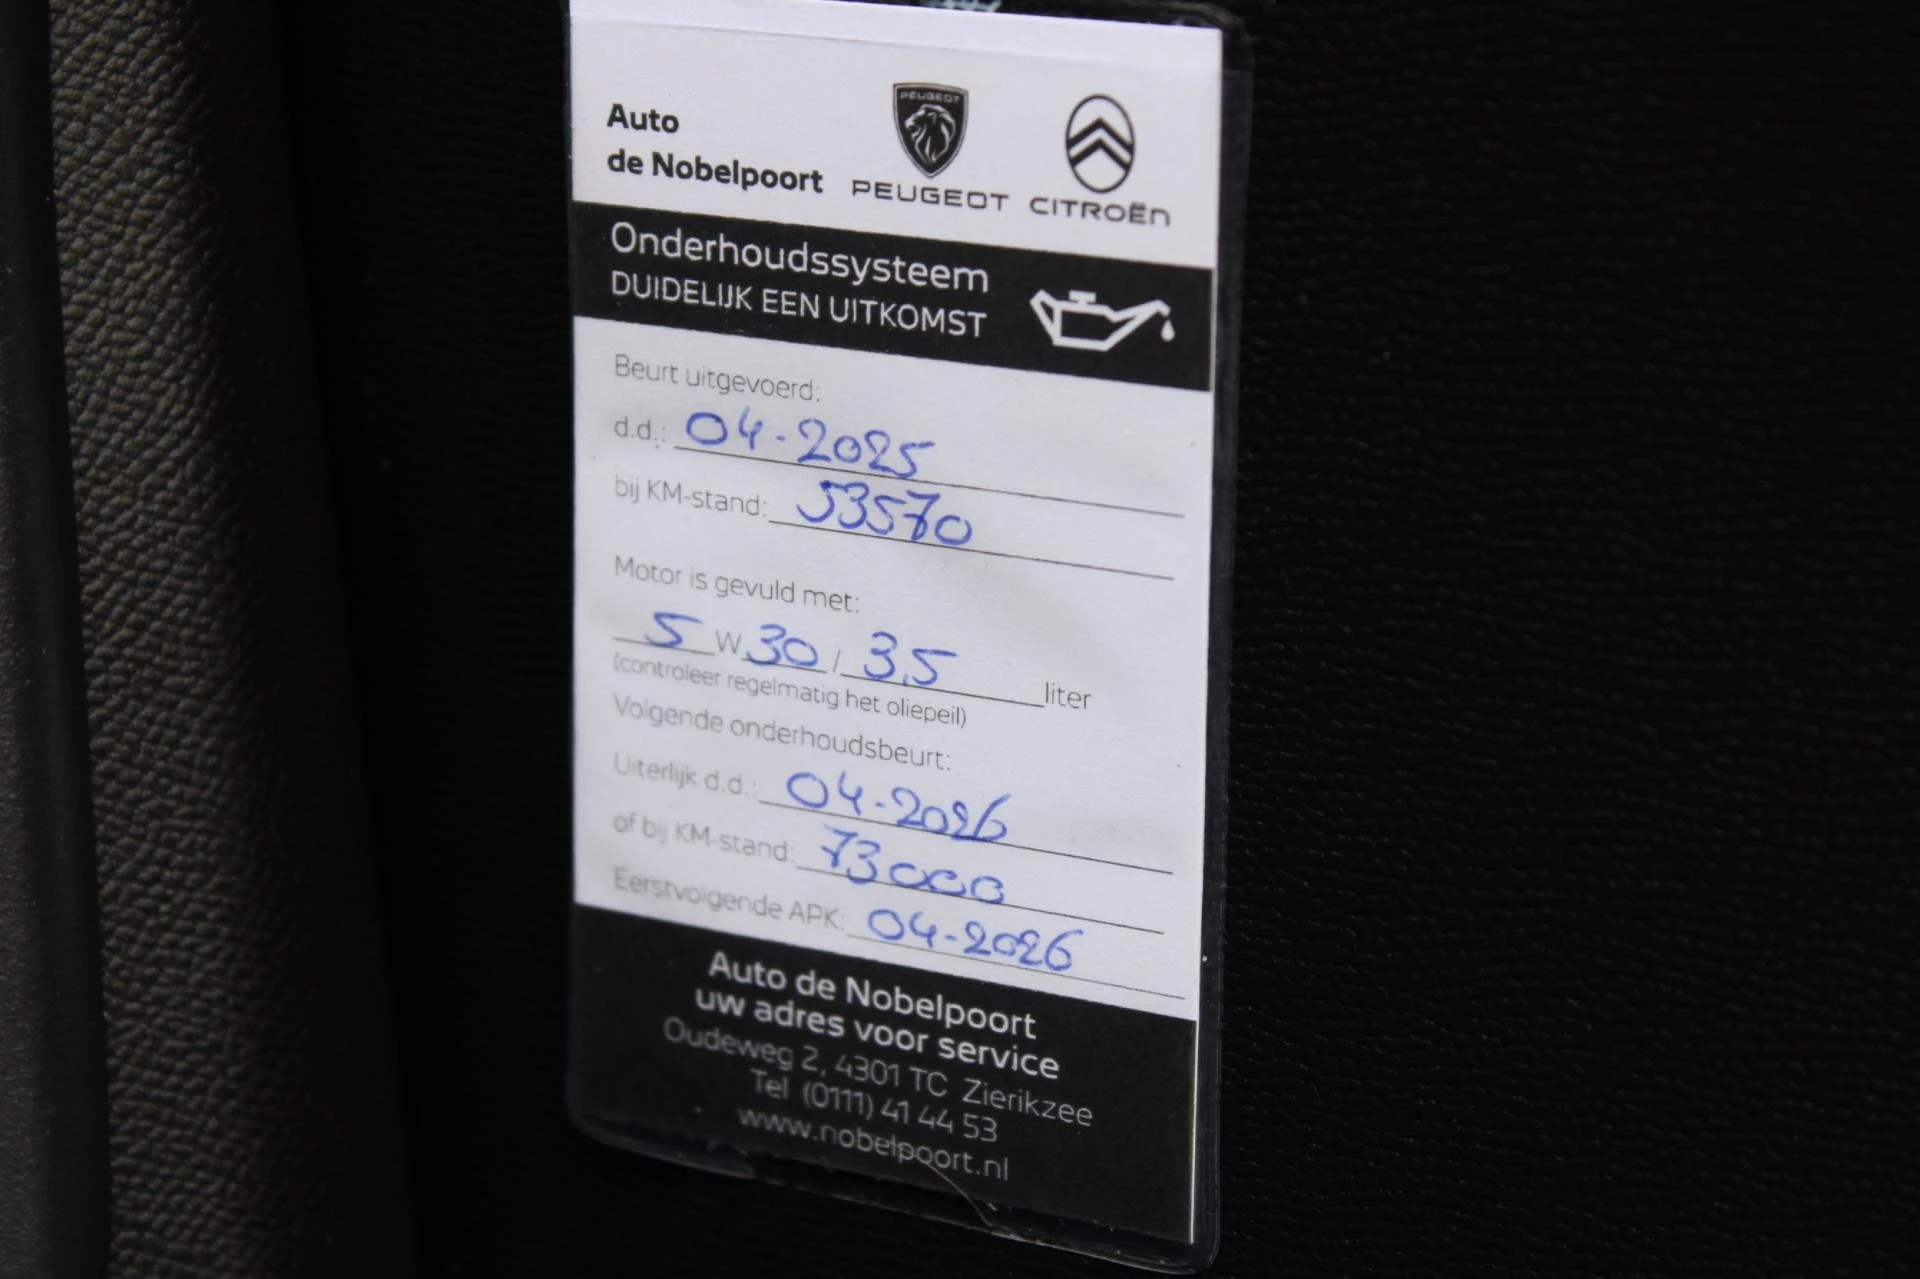 Auto
de Nobelpoort
PEUGEOT
PEUGEOT
CITROËN
Onderhoudssysteem
DUIDELIJK EEN UITKOMST
Beurt uitgevoerd:
d.d.: 04-2025
bij KM-stand: 53570
Motor is gevuld met:
5 W 30 / 3,5 liter
(controleer regelmatig het oliepeil)
Volgende onderhoudsbeurt:
Uiterlijk d.d.: 04-2026
of bij KM-stand: 73000
Eerstvolgende APK: 04-2026
Auto de Nobelpoort
uw adres voor service
Oudeweg 2, 4301 TC Zierikzee
Tel (0111) 41 44 53
www.nobelpoort.nl